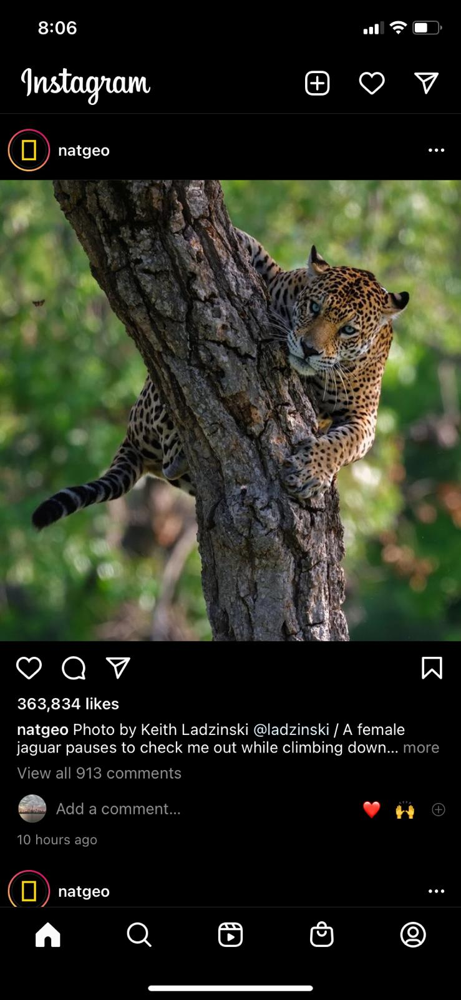 8:06
Instagram
natgeo
363,834 likes
natgeo Photo by Keith Ladzinski @ladzinski / A female
jaguar pauses to check me out while climbing down... more
View all 913 comments
Add a comment...
10 hours ago
natgeo